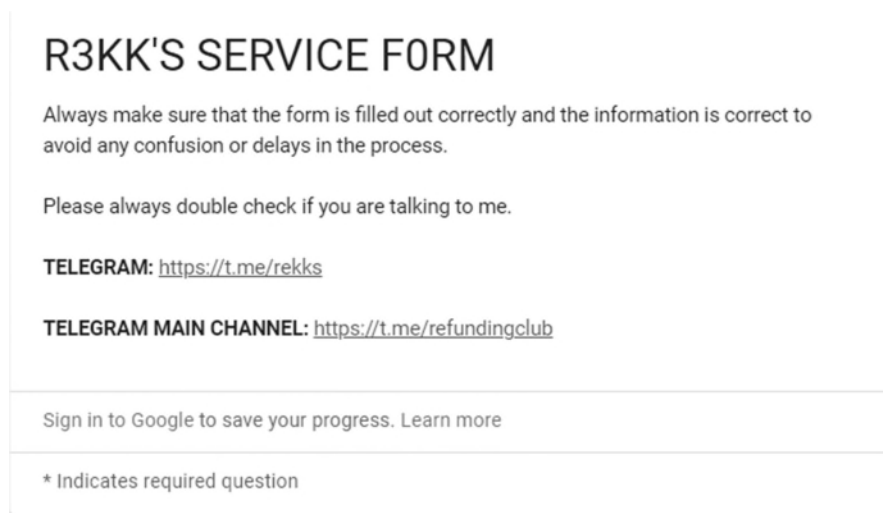 R3KK'S SERVICE F0RM
Always make sure that the form is filled out correctly and the information is correct to
avoid any confusion or delays in the process.
Please always double check if you are talking to me.
TELEGRAM: https://t.me/rekks
TELEGRAM MAIN CHANNEL: https://t.me/refundingclub
Sign in to Google to save your progress. Learn more
* Indicates required question